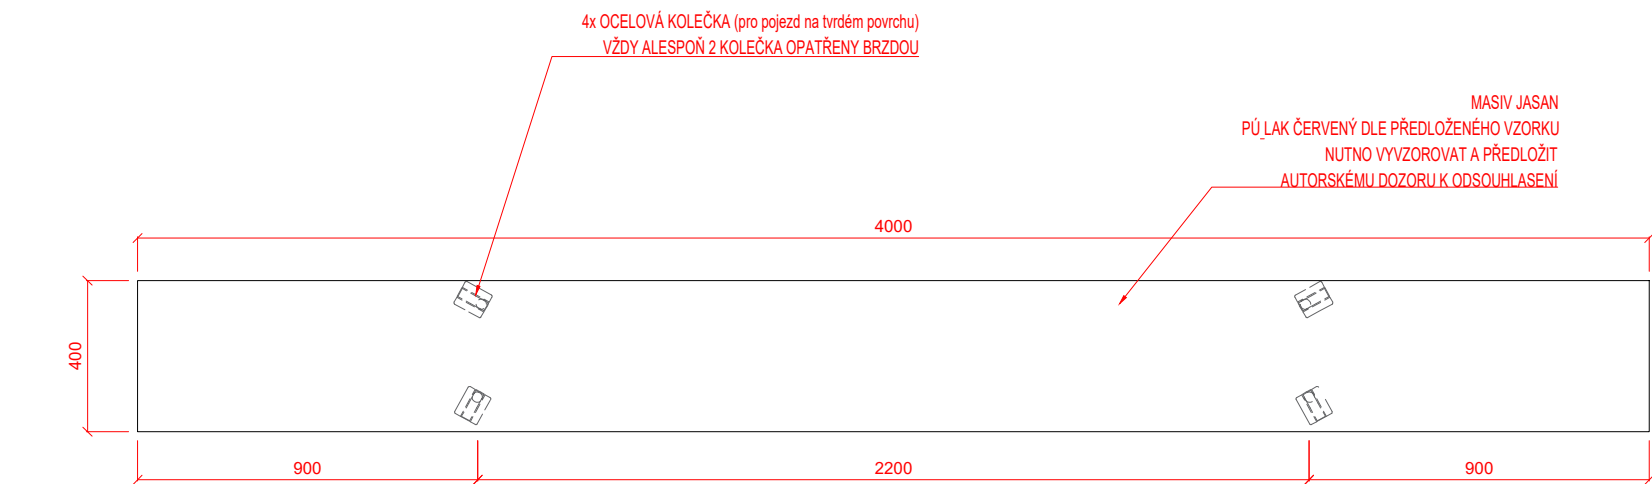 4x OCELOVÁ KOLEČKA (pro pojezd na tvrdém povrchu)
VŽDY ALESPOŇ 2 KOLEČKA OPATŘENY BRZDOU
MASIV JASAN
PÚ_LAK ČERVENÝ DLE PŘEDLOŽENÉHO VZORKU
NUTNO VYVZOROVAT A PŘEDLOŽIT
AUTORSKÉMU DOZORU K ODSOUHLASENÍ
4000
400
900
2200
900